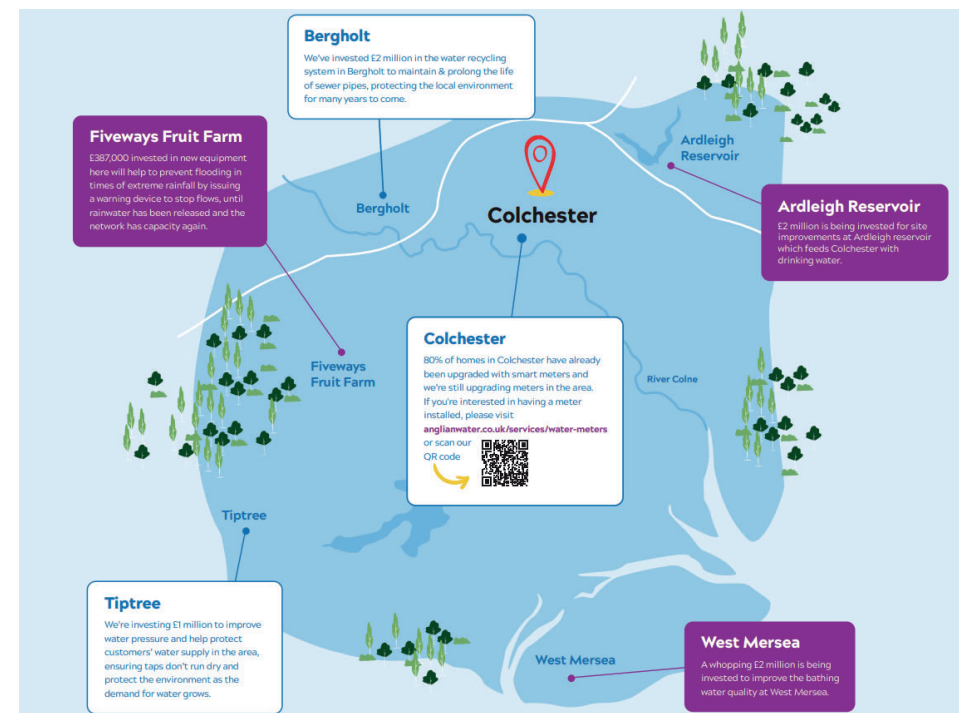 Bergholt
We've invested £2 million in the water recycling
system in Bergholt to maintain & prolong the life
of sewer pipes, protecting the local environment
for many years to come.
Fiveways Fruit Farm
£387,000 invested in new equipment
here will help to prevent flooding in
times of extreme rainfall by issuing
a warning device to stop flows, until
rainwater has been released and the
network has capacity again.
Ardleigh
Reservoir
Bergholt
Colchester
Ardleigh Reservoir
£2 million is being invested for site
improvements at Ardleigh reservoir
which feeds Colchester with
drinking water.
Colchester
80% of homes in Colchester have already
been upgraded with smart meters and
we're still upgrading meters in the area.
If you're interested in having a meter
installed, please visit
anglianwater.co.uk/services/water-meters
or scan our
QR code
Fiveways
Fruit Farm
River Colne
Tiptree
Tiptree
We're investing £1 million to improve
water pressure and help protect
customers' water supply in the area,
ensuring taps don't run dry and
protect the environment as the
demand for water grows.
West Mersea
West Mersea
A whopping £2 million is being
invested to improve the bathing
water quality at West Mersea.